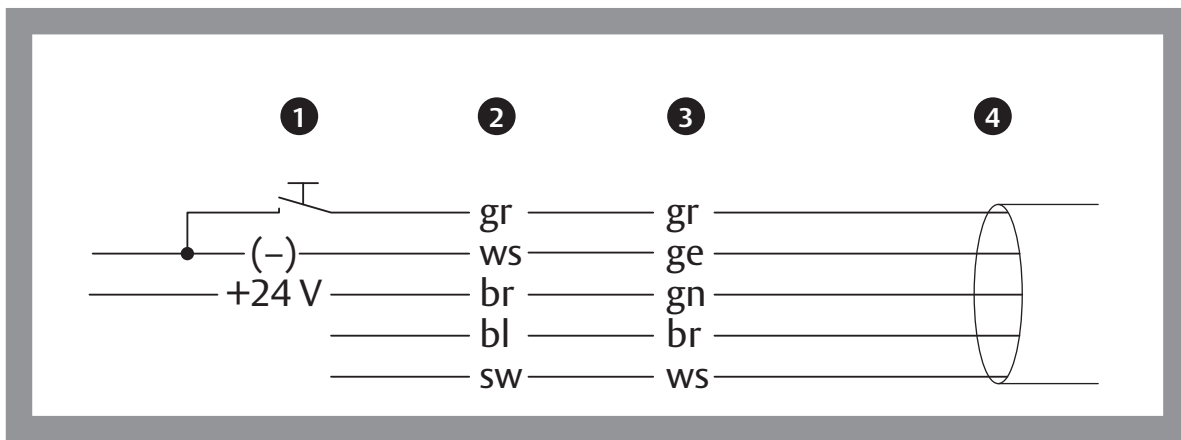 1 2 3 4
gr gr
(–) ws ge
+24 V br gn
bl br
sw ws